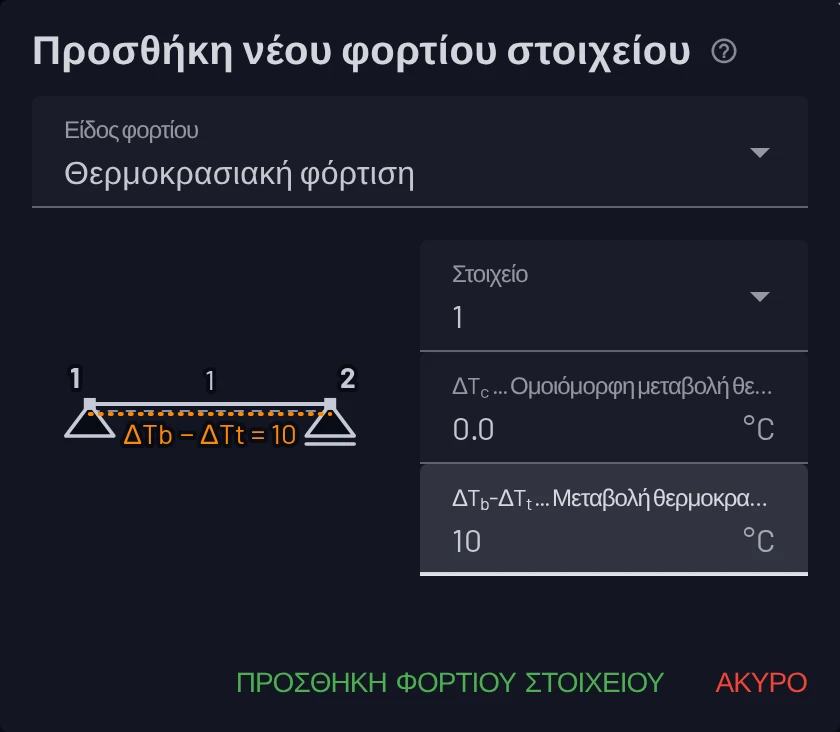 Προσθήκη νέου φορτίου στοιχείου
Είδος φορτίου
Θερμοκρασιακή φόρτιση
Στοιχείο
1
1 1 2
ΔTb − ΔTt = 10
ΔTc ... Ομοιόμορφη μεταβολή θε...
0.0 °C
ΔTb-ΔTt ... Μεταβολή θερμοκρα...
10 °C
ΠΡΟΣΘΗΚΗ ΦΟΡΤΙΟΥ ΣΤΟΙΧΕΙΟΥ ΑΚΥΡΟ